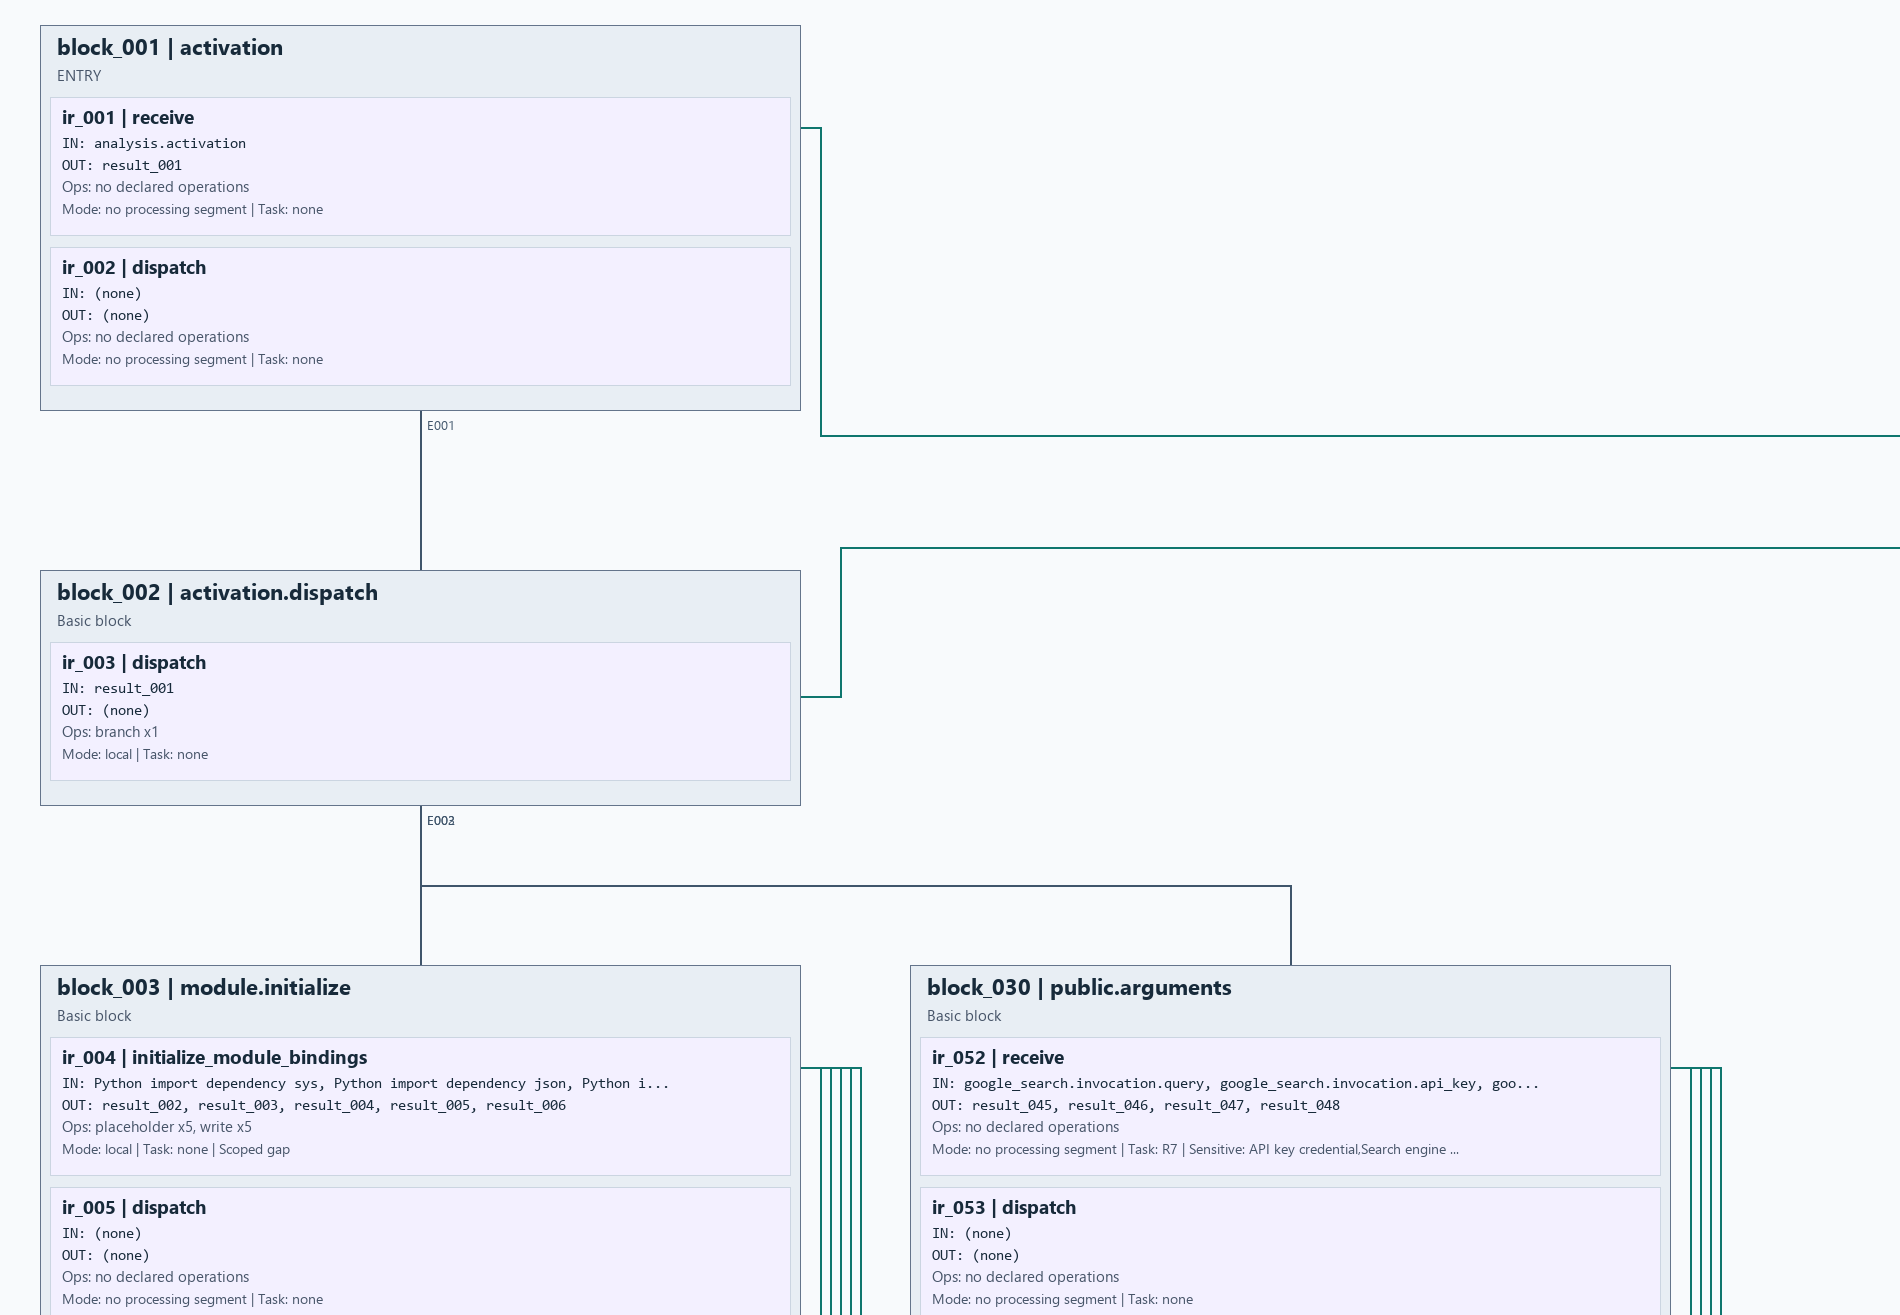 block_001 | activation
ENTRY
ir_001 | receive
IN: analysis.activation
OUT: result_001
Ops: no declared operations
Mode: no processing segment | Task: none
ir_002 | dispatch
IN: (none)
OUT: (none)
Ops: no declared operations
Mode: no processing segment | Task: none
E001
block_002 | activation.dispatch
Basic block
ir_003 | dispatch
IN: result_001
OUT: (none)
Ops: branch x1
Mode: local | Task: none
block_003 | module.initialize
Basic block
ir_004 | initialize_module_bindings
IN: Python import dependency sys, Python import dependency json, Python i...
OUT: result_002, result_003, result_004, result_005, result_006
Ops: placeholder x5, write x5
Mode: local | Task: none | Scoped gap
ir_005 | dispatch
IN: (none)
OUT: (none)
Ops: no declared operations
Mode: no processing segment | Task: none
block_030 | public.arguments
Basic block
ir_052 | receive
IN: google_search.invocation.query, google_search.invocation.api_key, goo...
OUT: result_045, result_046, result_047, result_048
Ops: no declared operations
Mode: no processing segment | Task: R7 | Sensitive: API key credential,Search engine ...
ir_053 | dispatch
IN: (none)
OUT: (none)
Ops: no declared operations
Mode: no processing segment | Task: none